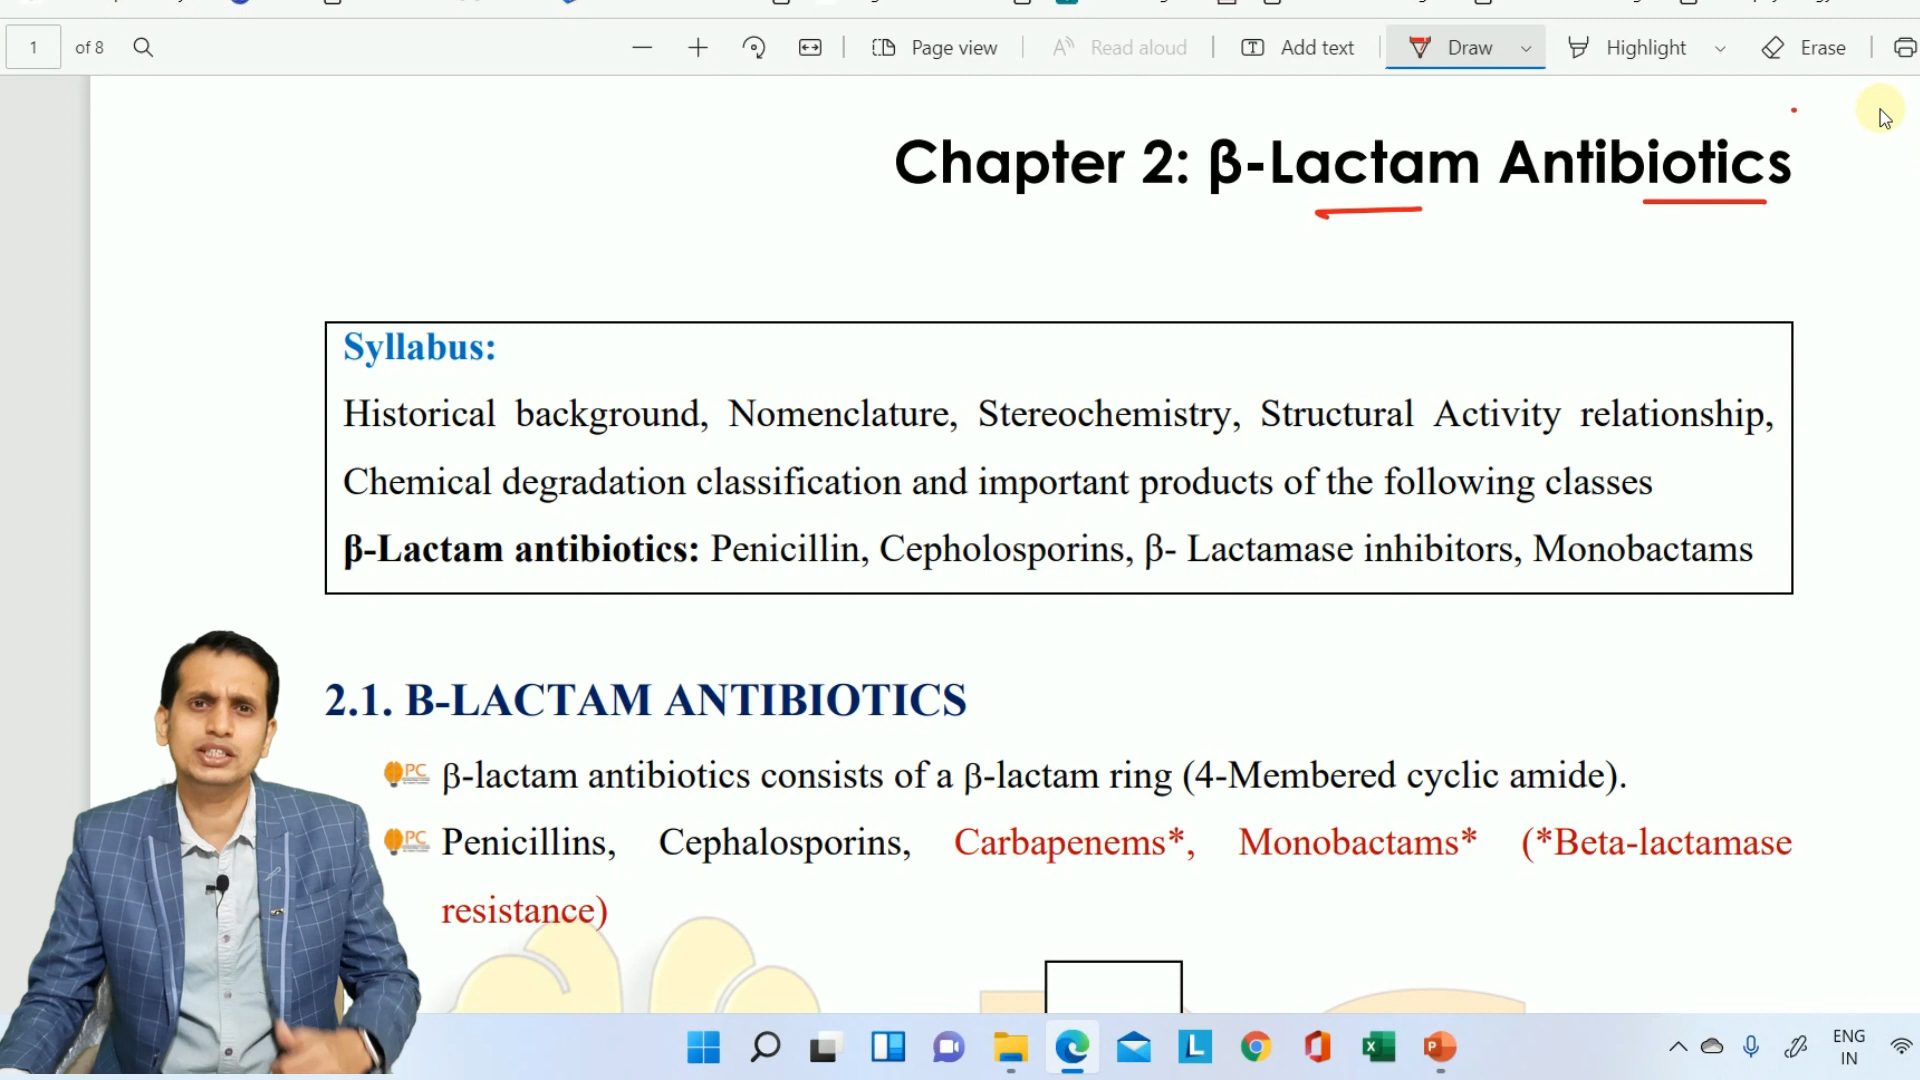 1 of 8 Page view Read aloud Add text Draw Highlight Erase
Chapter 2: β-Lactam Antibiotics
Syllabus:
Historical background, Nomenclature, Stereochemistry, Structural Activity relationship,
Chemical degradation classification and important products of the following classes
β-Lactam antibiotics: Penicillin, Cepholosporins, β- Lactamase inhibitors, Monobactams
2.1. B-LACTAM ANTIBIOTICS
PC β-lactam antibiotics consists of a β-lactam ring (4-Membered cyclic amide).
PC Penicillins, Cephalosporins, Carbapenems*, Monobactams* (*Beta-lactamase
resistance)
ENG
IN